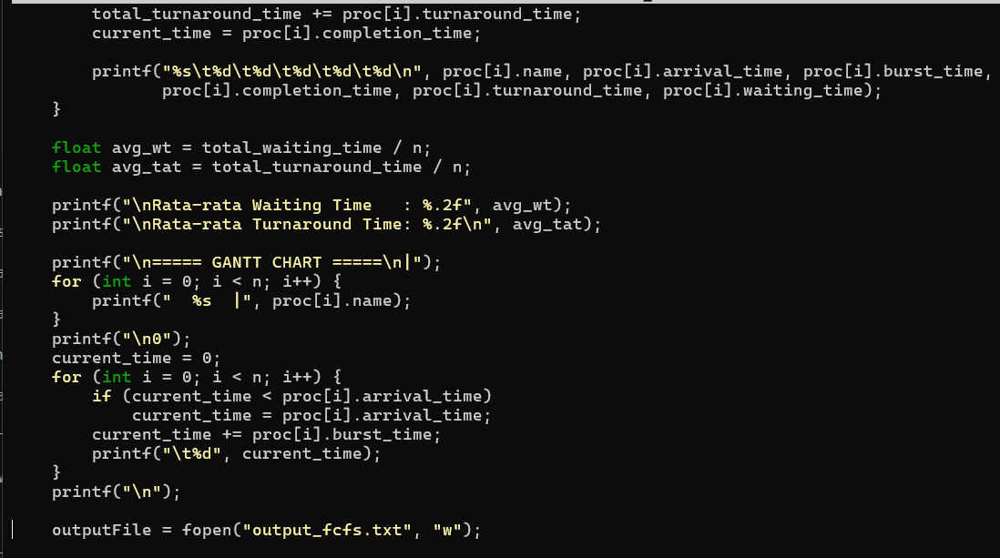 total_turnaround_time += proc[i].turnaround_time;
current_time = proc[i].completion_time;
printf("%s\t%d\t%d\t%d\t%d\t%d\n", proc[i].name, proc[i].arrival_time, proc[i].burst_time,
proc[i].completion_time, proc[i].turnaround_time, proc[i].waiting_time);
}
float avg_wt = total_waiting_time / n;
float avg_tat = total_turnaround_time / n;
printf("\nRata-rata Waiting Time   : %.2f", avg_wt);
printf("\nRata-rata Turnaround Time: %.2f\n", avg_tat);
printf("\n===== GANTT CHART =====\n|");
for (int i = 0; i < n; i++) {
printf("  %s  |", proc[i].name);
}
printf("\n0");
current_time = 0;
for (int i = 0; i < n; i++) {
if (current_time < proc[i].arrival_time)
current_time = proc[i].arrival_time;
current_time += proc[i].burst_time;
printf("\t%d", current_time);
}
printf("\n");
outputFile = fopen("output_fcfs.txt", "w");